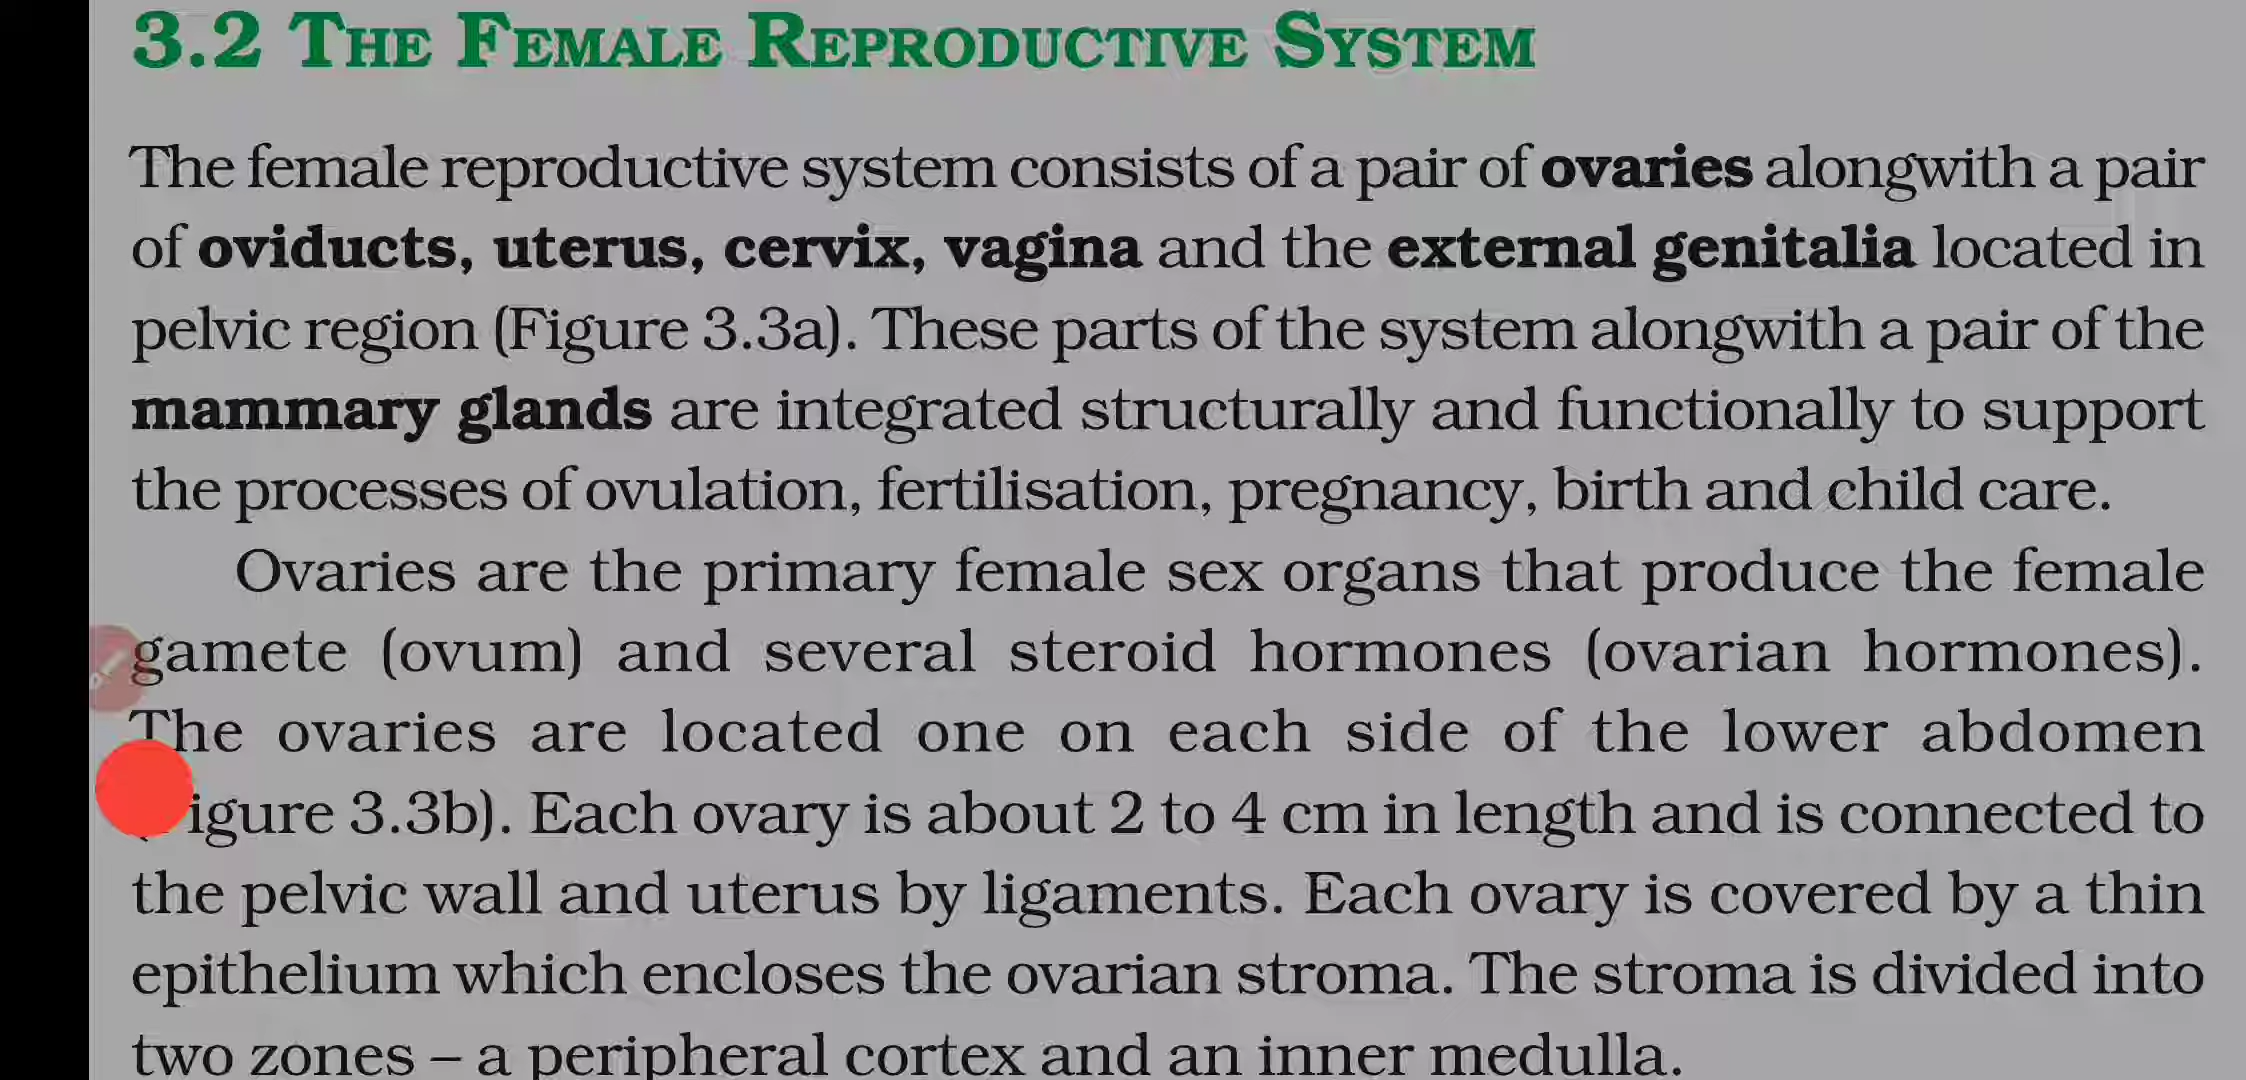 3.2 THE FEMALE REPRODUCTIVE SYSTEM
The female reproductive system consists of a pair of ovaries alongwith a pair
of oviducts, uterus, cervix, vagina and the external genitalia located in
pelvic region (Figure 3.3a). These parts of the system alongwith a pair of the
mammary glands are integrated structurally and functionally to support
the processes of ovulation, fertilisation, pregnancy, birth and child care.
Ovaries are the primary female sex organs that produce the female
gamete (ovum) and several steroid hormones (ovarian hormones).
The ovaries are located one on each side of the lower abdomen
igure 3.3b). Each ovary is about 2 to 4 cm in length and is connected to
the pelvic wall and uterus by ligaments. Each ovary is covered by a thin
epithelium which encloses the ovarian stroma. The stroma is divided into
two zones – a peripheral cortex and an inner medulla.